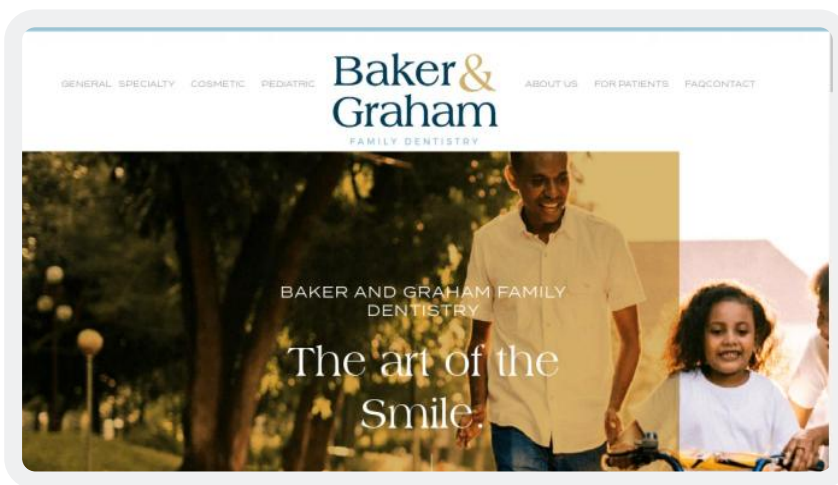 GENERAL SPECIALTY COSMETIC PEDIATRIC
Baker&
Graham
FAMILY DENTISTRY
ABOUT US FOR PATIENTS FAQCONTACT
BAKER AND GRAHAM FAMILY
DENTISTRY
The art of the
Smile.